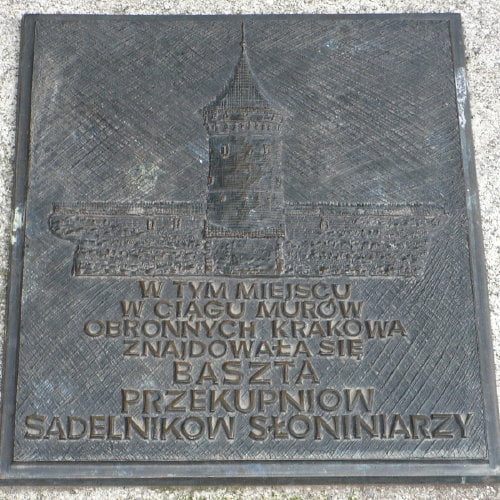 W TYM MIEJSCU
W CIĄGU MURÓW
OBRONNYCH KRAKOWA
ZNAJDOWAŁA SIĘ
BASZTA
PRZEKUPNIÓW
SADELNIKÓW SŁONINIARZY